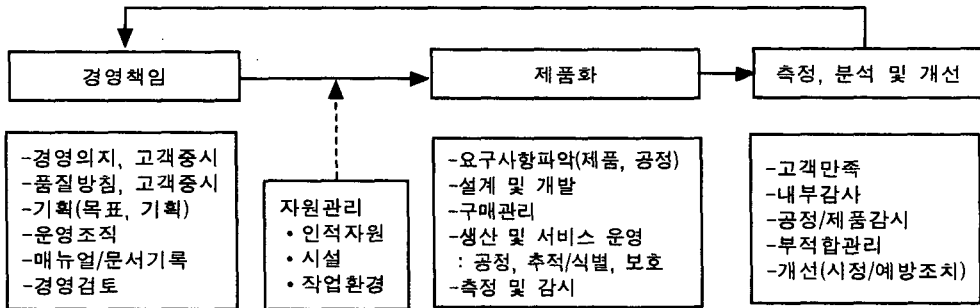 경영책임
제품화
측정, 분석 및 개선
-경영의지, 고객중시
-품질방침, 고객중시
-기획(목표, 기획)
-운영조직
-매뉴얼/문서기록
-경영검토
자원관리
• 인적자원
• 시설
• 작업환경
-요구사항파악(제품, 공정)
-설계 및 개발
-구매관리
-생산 및 서비스 운영
: 공정, 추적/식별, 보호
-측정 및 감시
-고객만족
-내부감사
-공정/제품감시
-부적합관리
-개선(시정/예방조치)